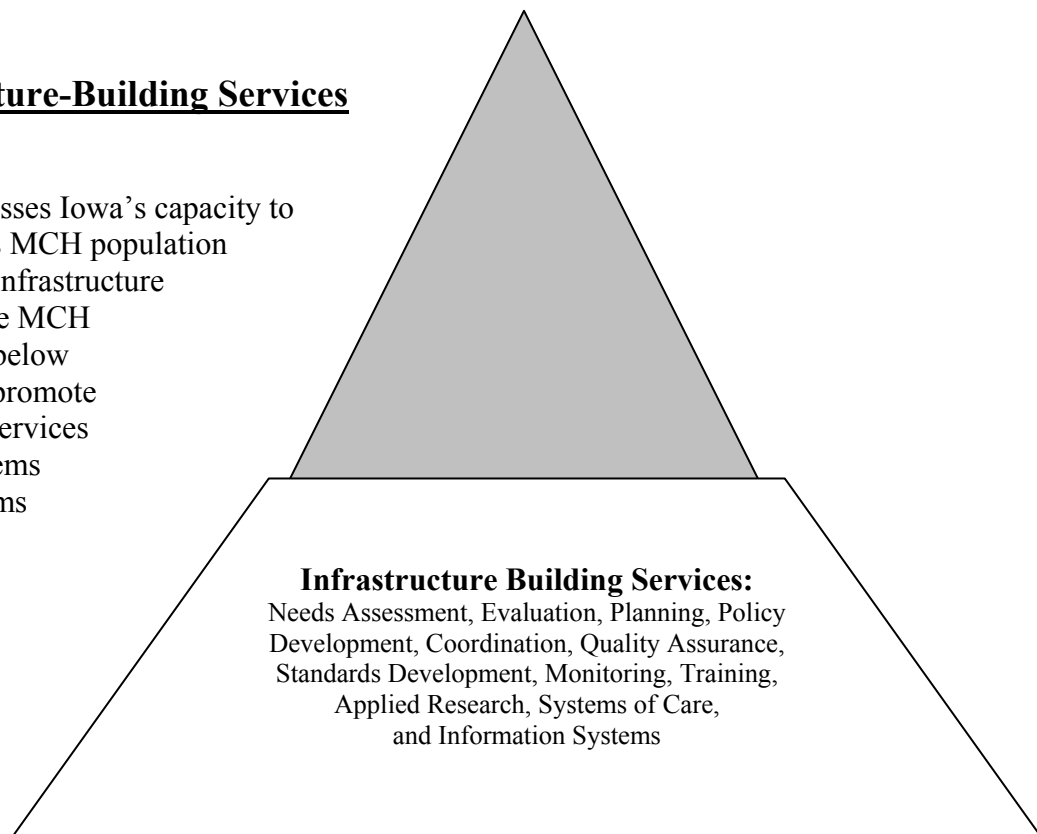 ture-Building Services
sses Iowa's capacity to
MCH population
nfrastructure
e MCH
below
promote
ervices
ems
ms
Infrastructure Building Services:
Needs Assessment, Evaluation, Planning, Policy
Development, Coordination, Quality Assurance,
Standards Development, Monitoring, Training,
Applied Research, Systems of Care,
and Information Systems